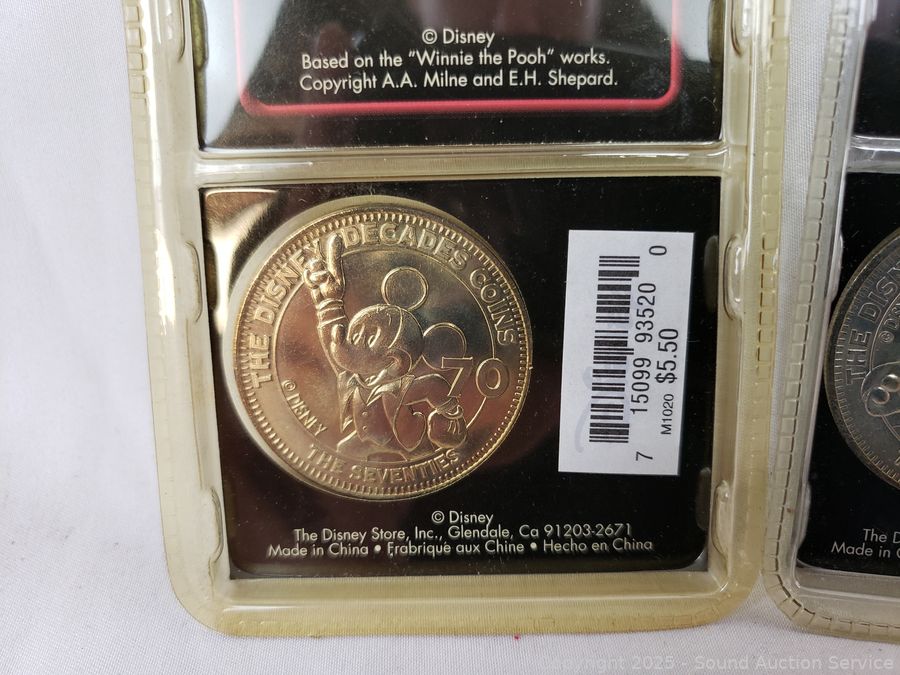 © Disney
Based on the "Winnie the Pooh" works.
Copyright A.A. Milne and E.H. Shepard.
THE DISNEY DECADES COINS
70
© DISNEY
THE SEVENTIES
7 15099 93520 0
M1020 $5.50
© Disney
The Disney Store, Inc., Glendale, Ca 91203-2671
Made in China • Frabriqué aux Chine • Hecho en China
THE DISN
The D
Made in C
Copyright 2025 - Sound Auction Service